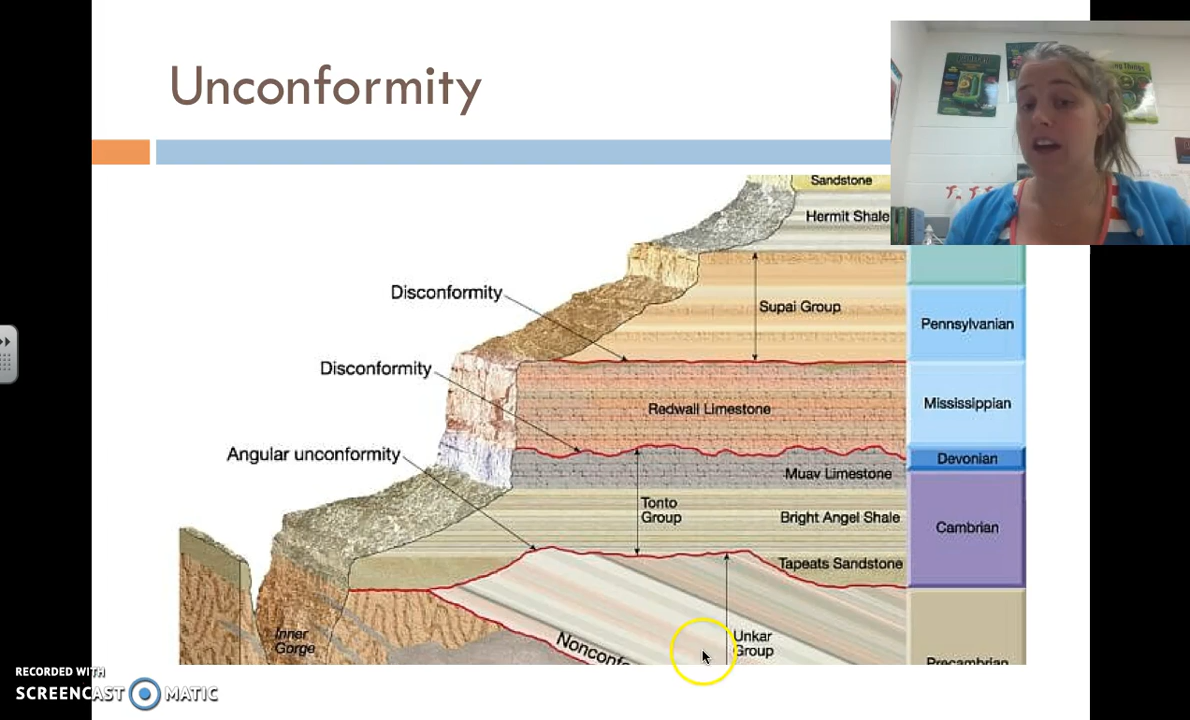 Unconformity
Sandstone
Hermit Shale
Disconformity
Supai Group
Pennsylvanian
Disconformity
Redwall Limestone
Mississippian
Angular unconformity
Devonian
Muav Limestone
Tonto
Group
Bright Angel Shale
Cambrian
Tapeats Sandstone
Inner
Gorge
Nonconfo
Unkar
Group
Precambrian
RECORDED WITH
SCREENCAST MATIC